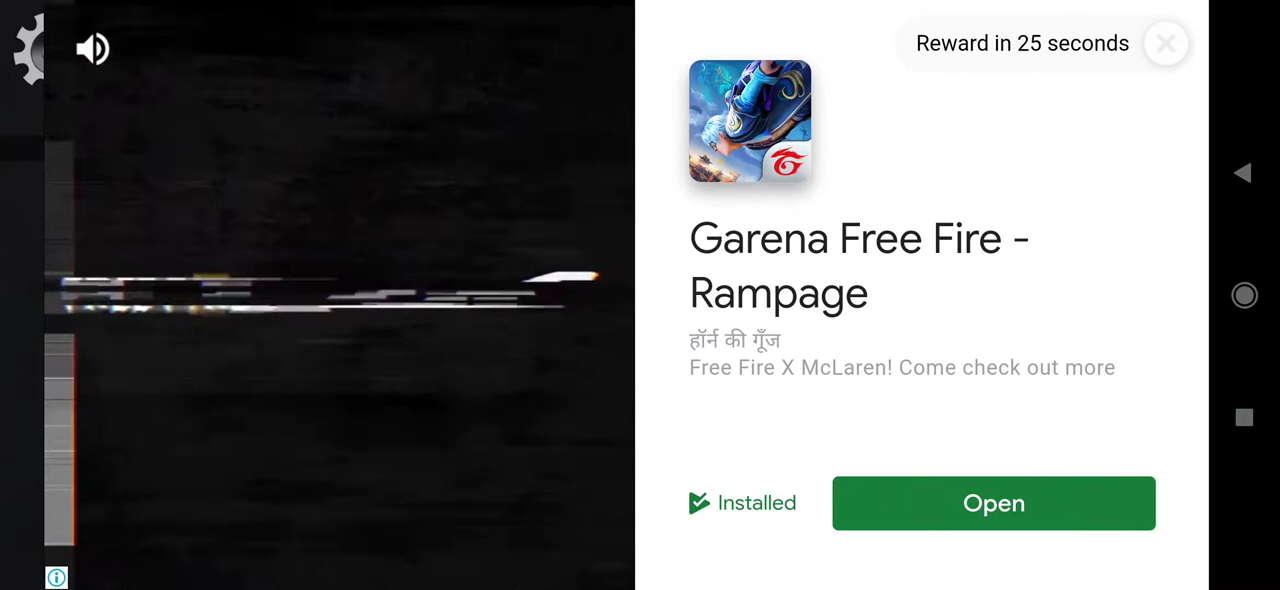 Reward in 25 seconds
Garena Free Fire -
Rampage
हॉर्न की गूँज
Free Fire X McLaren! Come check out more
Installed
Open